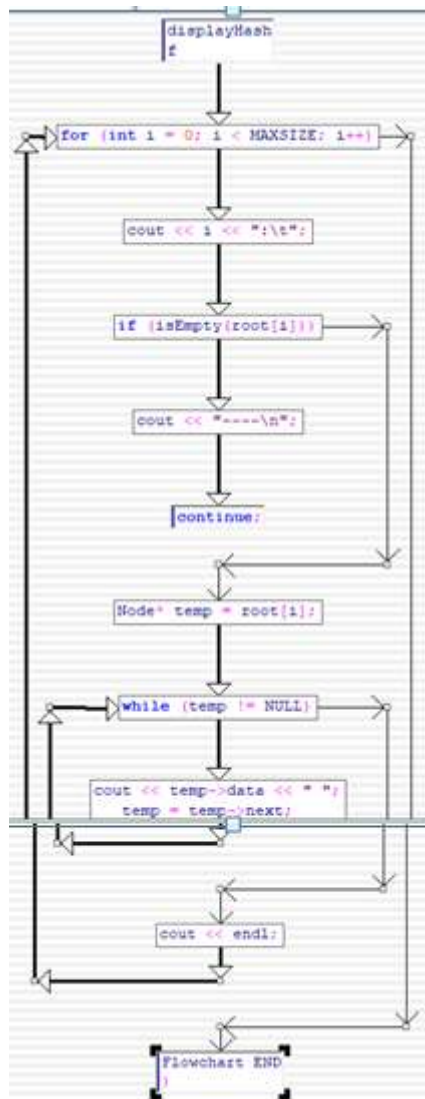 displayHash
f
for (int i = 0; i < MAXSIZE; i++)
cout << i << ":\t";
if (isEmpty(root[i]))
cout << "----\n";
continue;
Node* temp = root[i];
while (temp != NULL)
cout << temp->data << " ";
temp = temp->next;
cout << endl;
Flowchart END
)